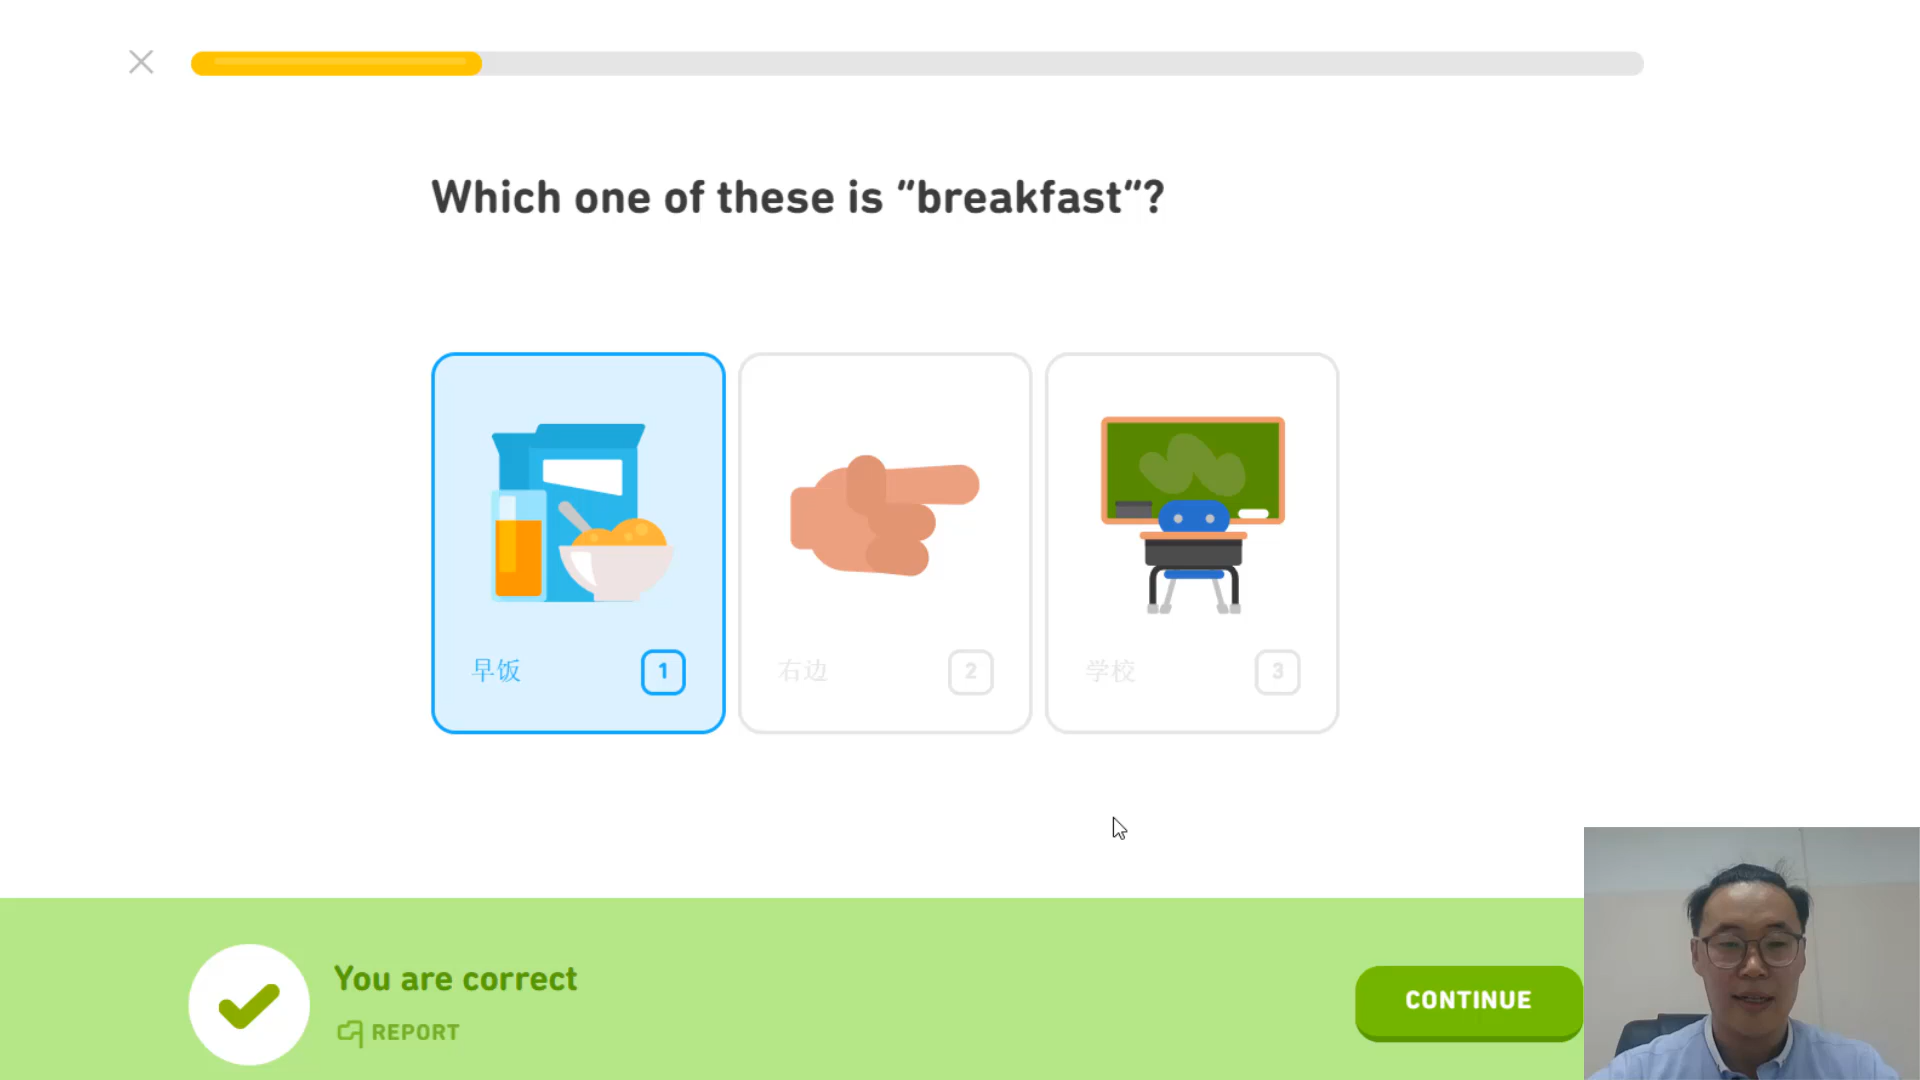 Which one of these is "breakfast"?
早饭 1
右边 2
学校 3
You are correct
REPORT
CONTINUE